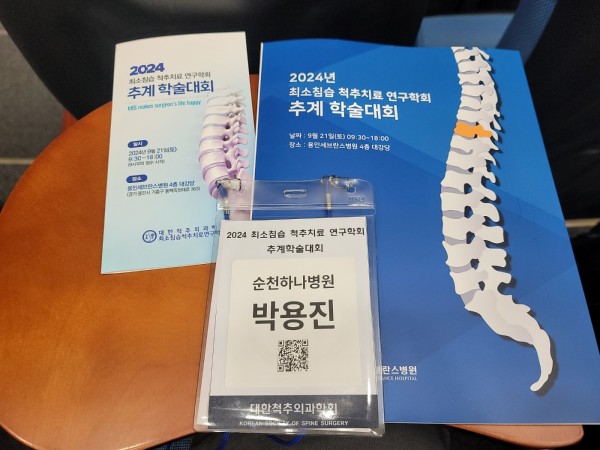 2024
최소침습 척추치료 연구학회
추계 학술대회
MIS makes surgeon's life happy
일시
2024년 9월 21일(토)
9:30~18:00
장소
용인세브란스병원 4층 대강당
대한척추외과학
최소침습척추치료연구학
2024년
최소침습 척추치료 연구학회
추계 학술대회
날짜 : 9월 21일(토) 09:30~18:00
장소 : 용인세브란스병원 4층 대강당
란스병원
HOSPITAL
2024 최소침습 척추치료 연구학회
추계학술대회
순천하나병원
박용진
대한척추외과학회
KOREAN SOCIETY OF SPINE SURGERY